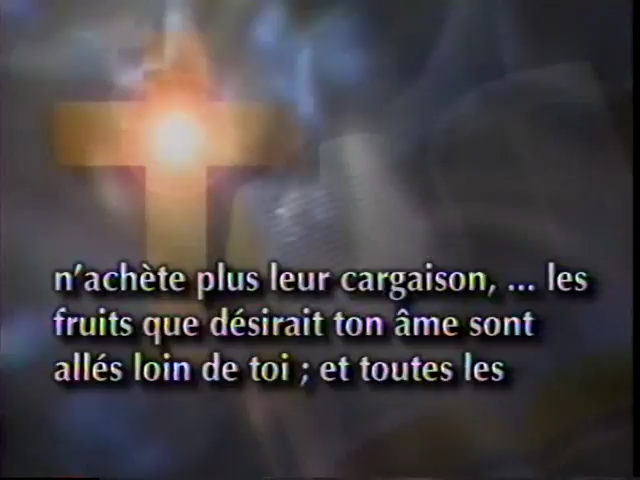 n'achète plus leur cargaison, ... les
fruits que désirait ton âme sont
allés loin de toi ; et toutes les